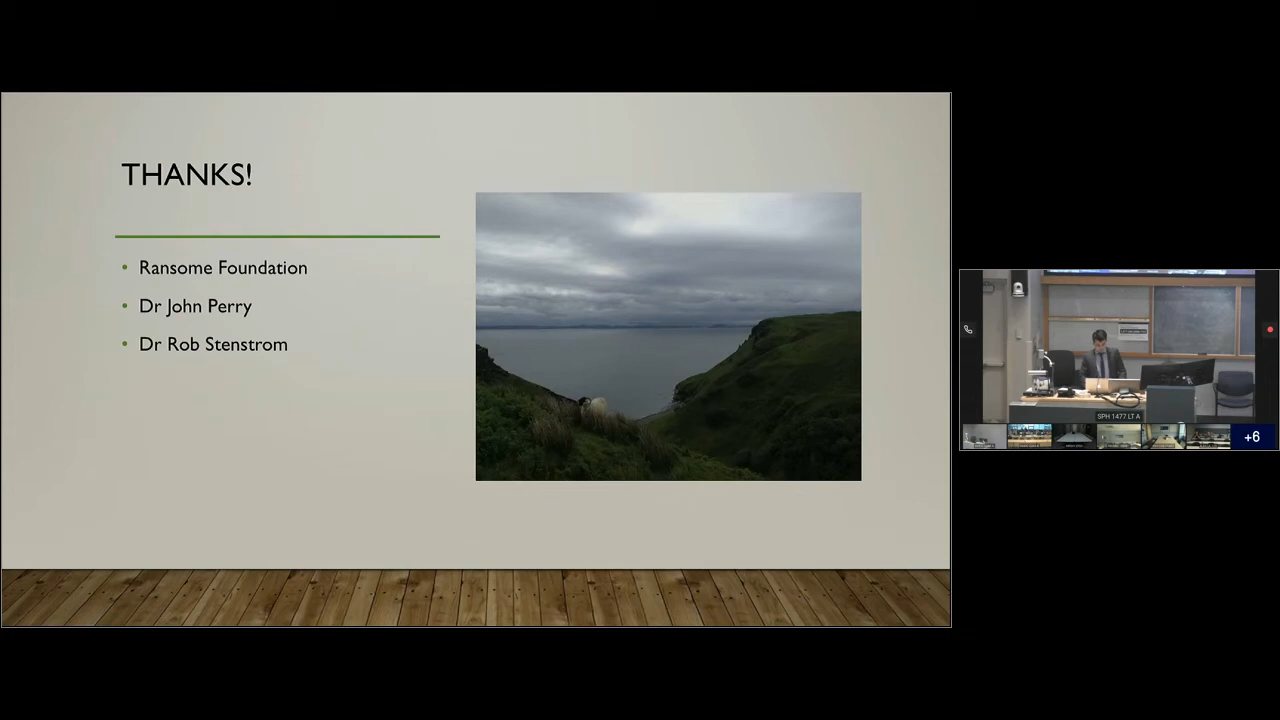 THANKS!
Ransome Foundation
Dr John Perry
Dr Rob Stenstrom
SPH 1477 LT A
+6